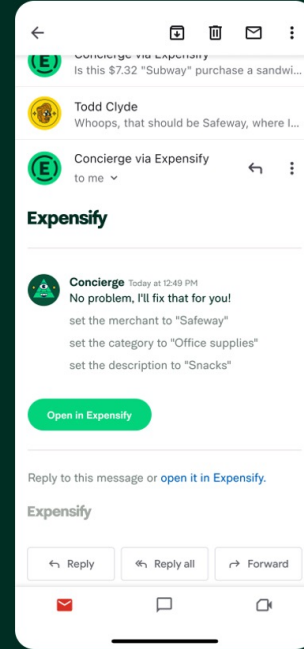 Concierge via Expensify
Is this $7.32 "Subway" purchase a sandwi...
Todd Clyde
Whoops, that should be Safeway, where I...
Concierge via Expensify
to me
Expensify
Concierge Today at 12:49 PM
No problem, I'll fix that for you!
set the merchant to "Safeway"
set the category to "Office supplies"
set the description to "Snacks"
Open in Expensify
Reply to this message or open it in Expensify.
Expensify
Reply
Reply all
Forward